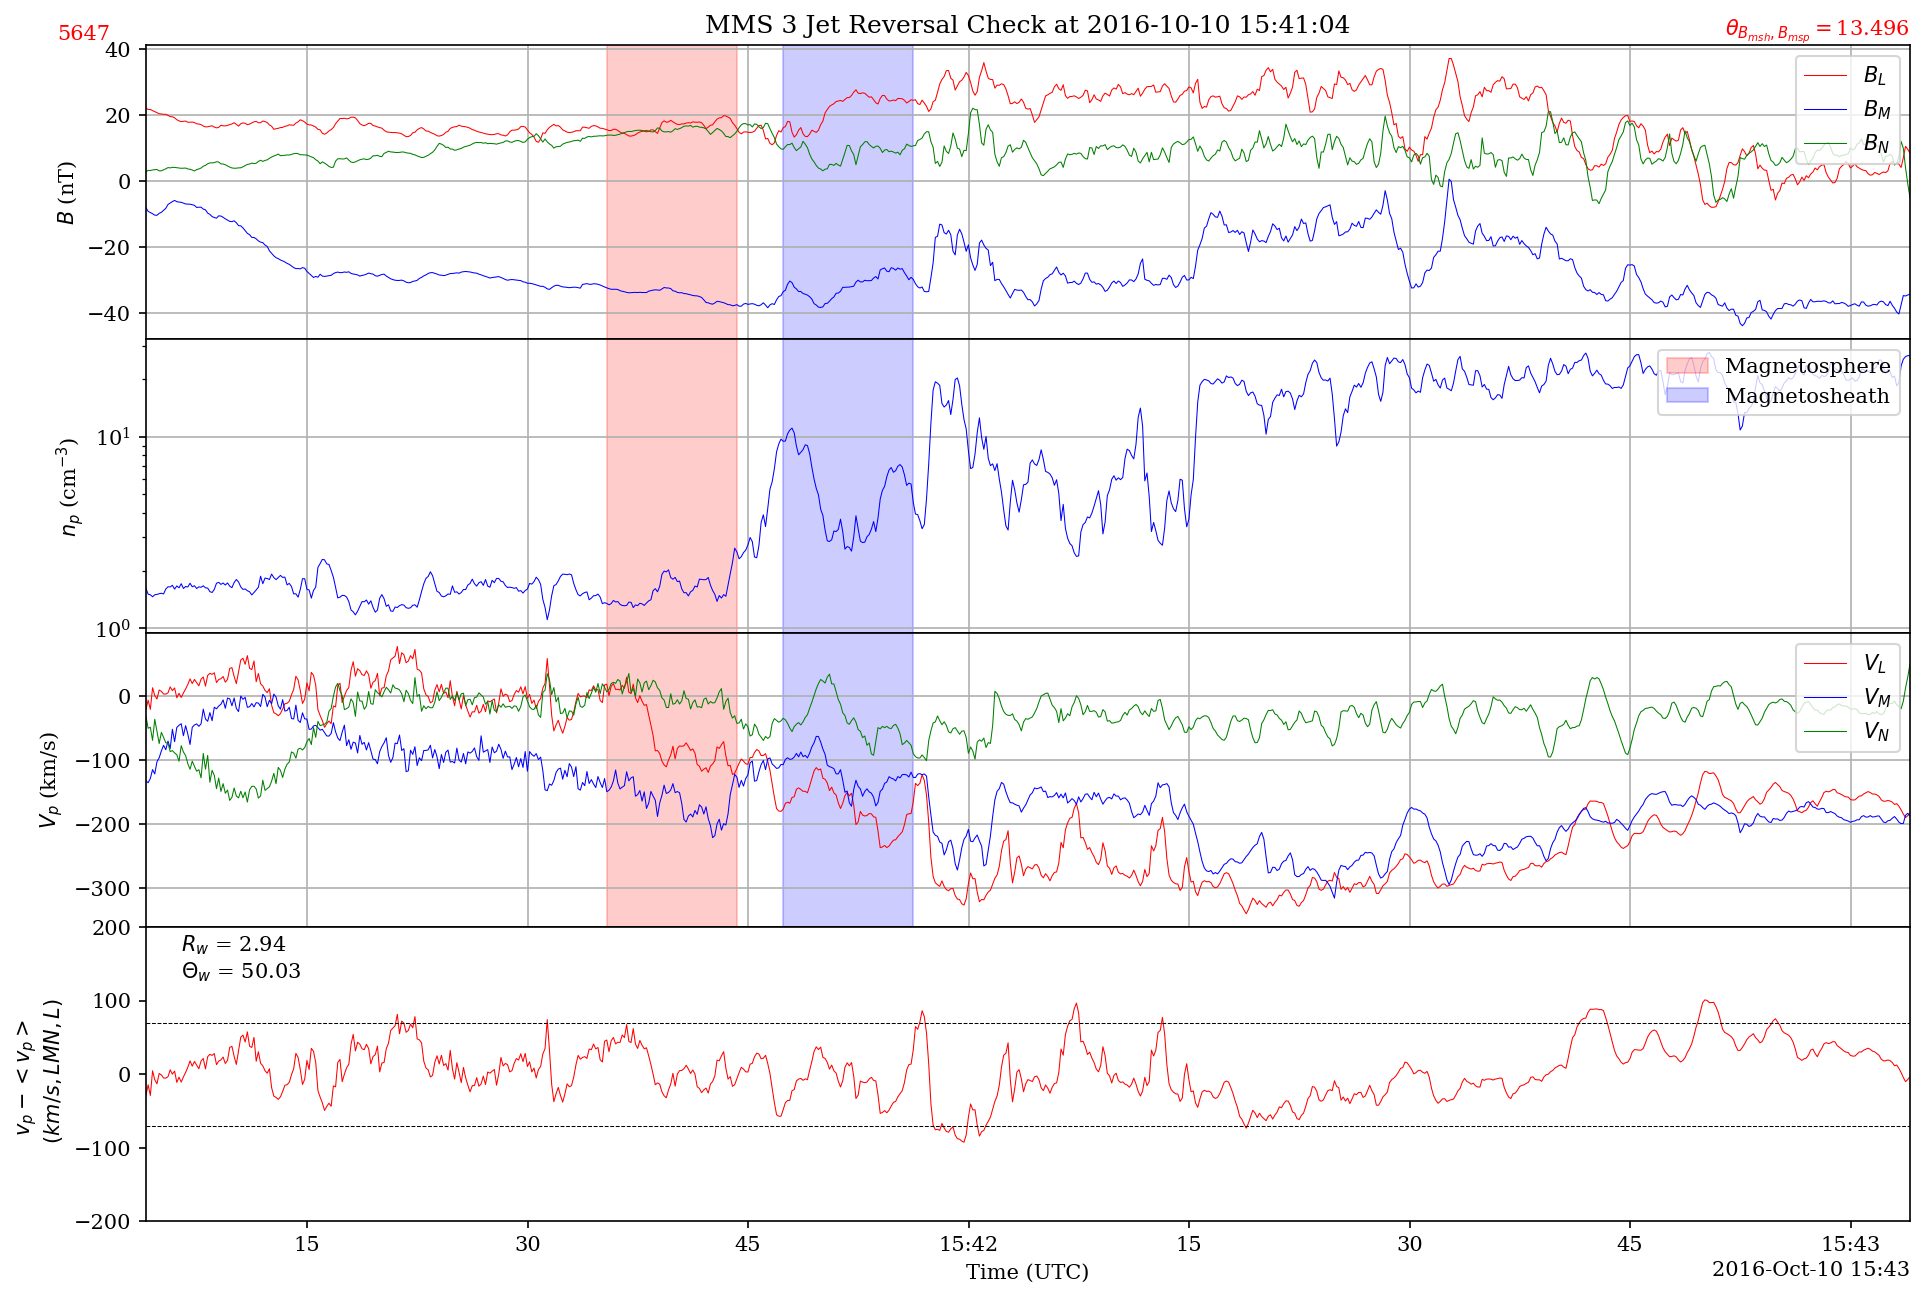 MMS 3 Jet Reversal Check at 2016-10-10 15:41:04
5647
θ_{B_{msh}, B_{msp}} = 13.496
40
20
0
−20
−40
B (nT)
B_L
B_M
B_N
10^1
10^0
n_p (cm^{−3})
Magnetosphere
Magnetosheath
0
−100
−200
−300
V_p (km/s)
V_L
V_M
V_N
200
100
0
−100
−200
v_p − < v_p >
(km/s, LMN, L)
R_w = 2.94
Θ_w = 50.03
15
30
45
15:42
15
30
45
15:43
Time (UTC)
2016-Oct-10 15:43